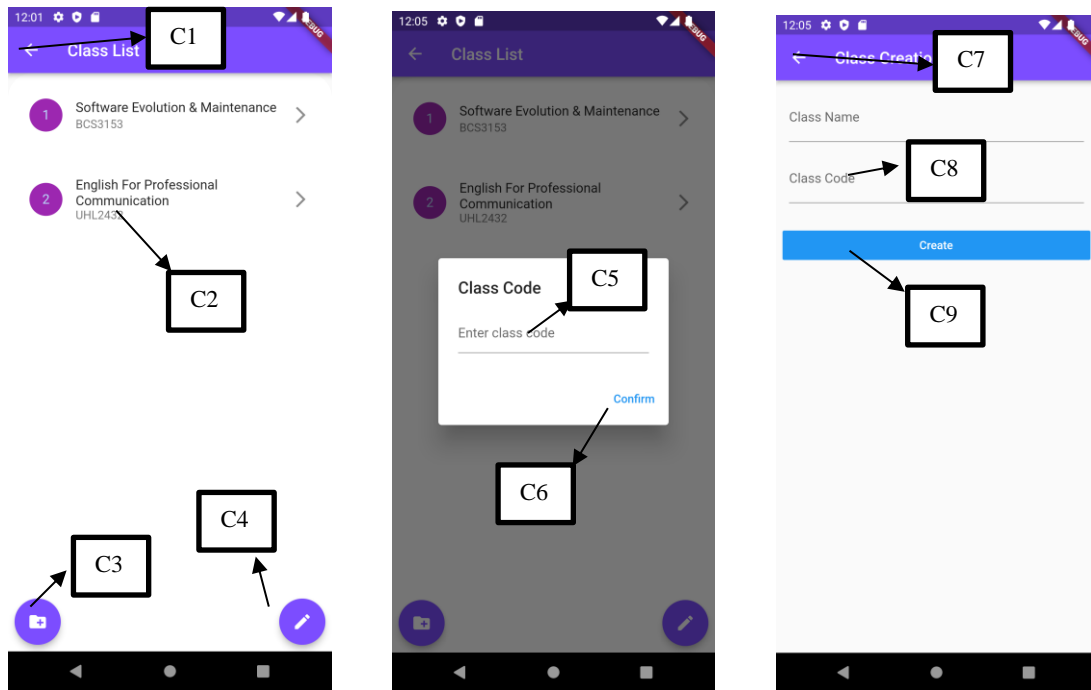 12:01
Class List
C1
1
Software Evolution & Maintenance
BCS3153
2
English For Professional
Communication
UHL2432
C2
C3
C4
12:05
Class List
1
Software Evolution & Maintenance
BCS3153
2
English For Professional
Communication
UHL2432
Class Code
C5
Enter class code
Confirm
C6
12:05
Class Creatio
C7
Class Name
Class Code
C8
Create
C9